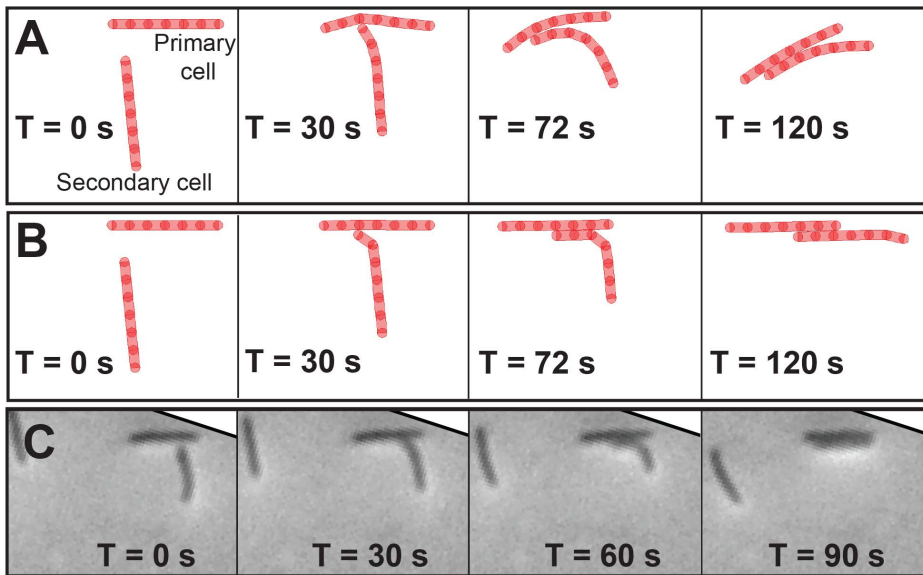 A
Primary
cell
T = 0 s
Secondary cell
T = 30 s
T = 72 s
T = 120 s
B
T = 0 s
T = 30 s
T = 72 s
T = 120 s
C
T = 0 s
T = 30 s
T = 60 s
T = 90 s